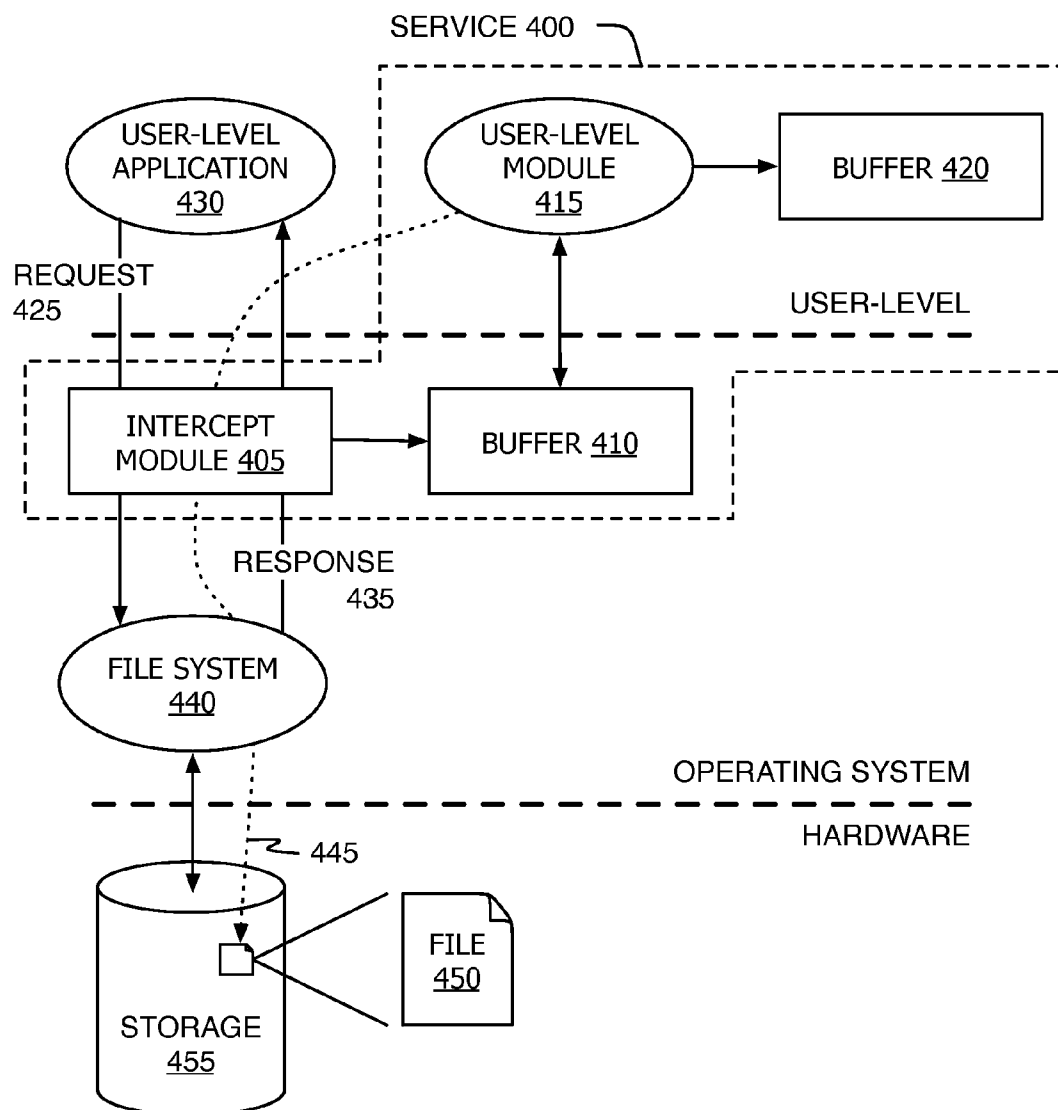 SERVICE 400
USER-LEVEL
APPLICATION
430
USER-LEVEL
MODULE
415
BUFFER 420
REQUEST
425
USER-LEVEL
INTERCEPT
MODULE 405
BUFFER 410
RESPONSE
435
FILE SYSTEM
440
OPERATING SYSTEM
HARDWARE
445
FILE
450
STORAGE
455